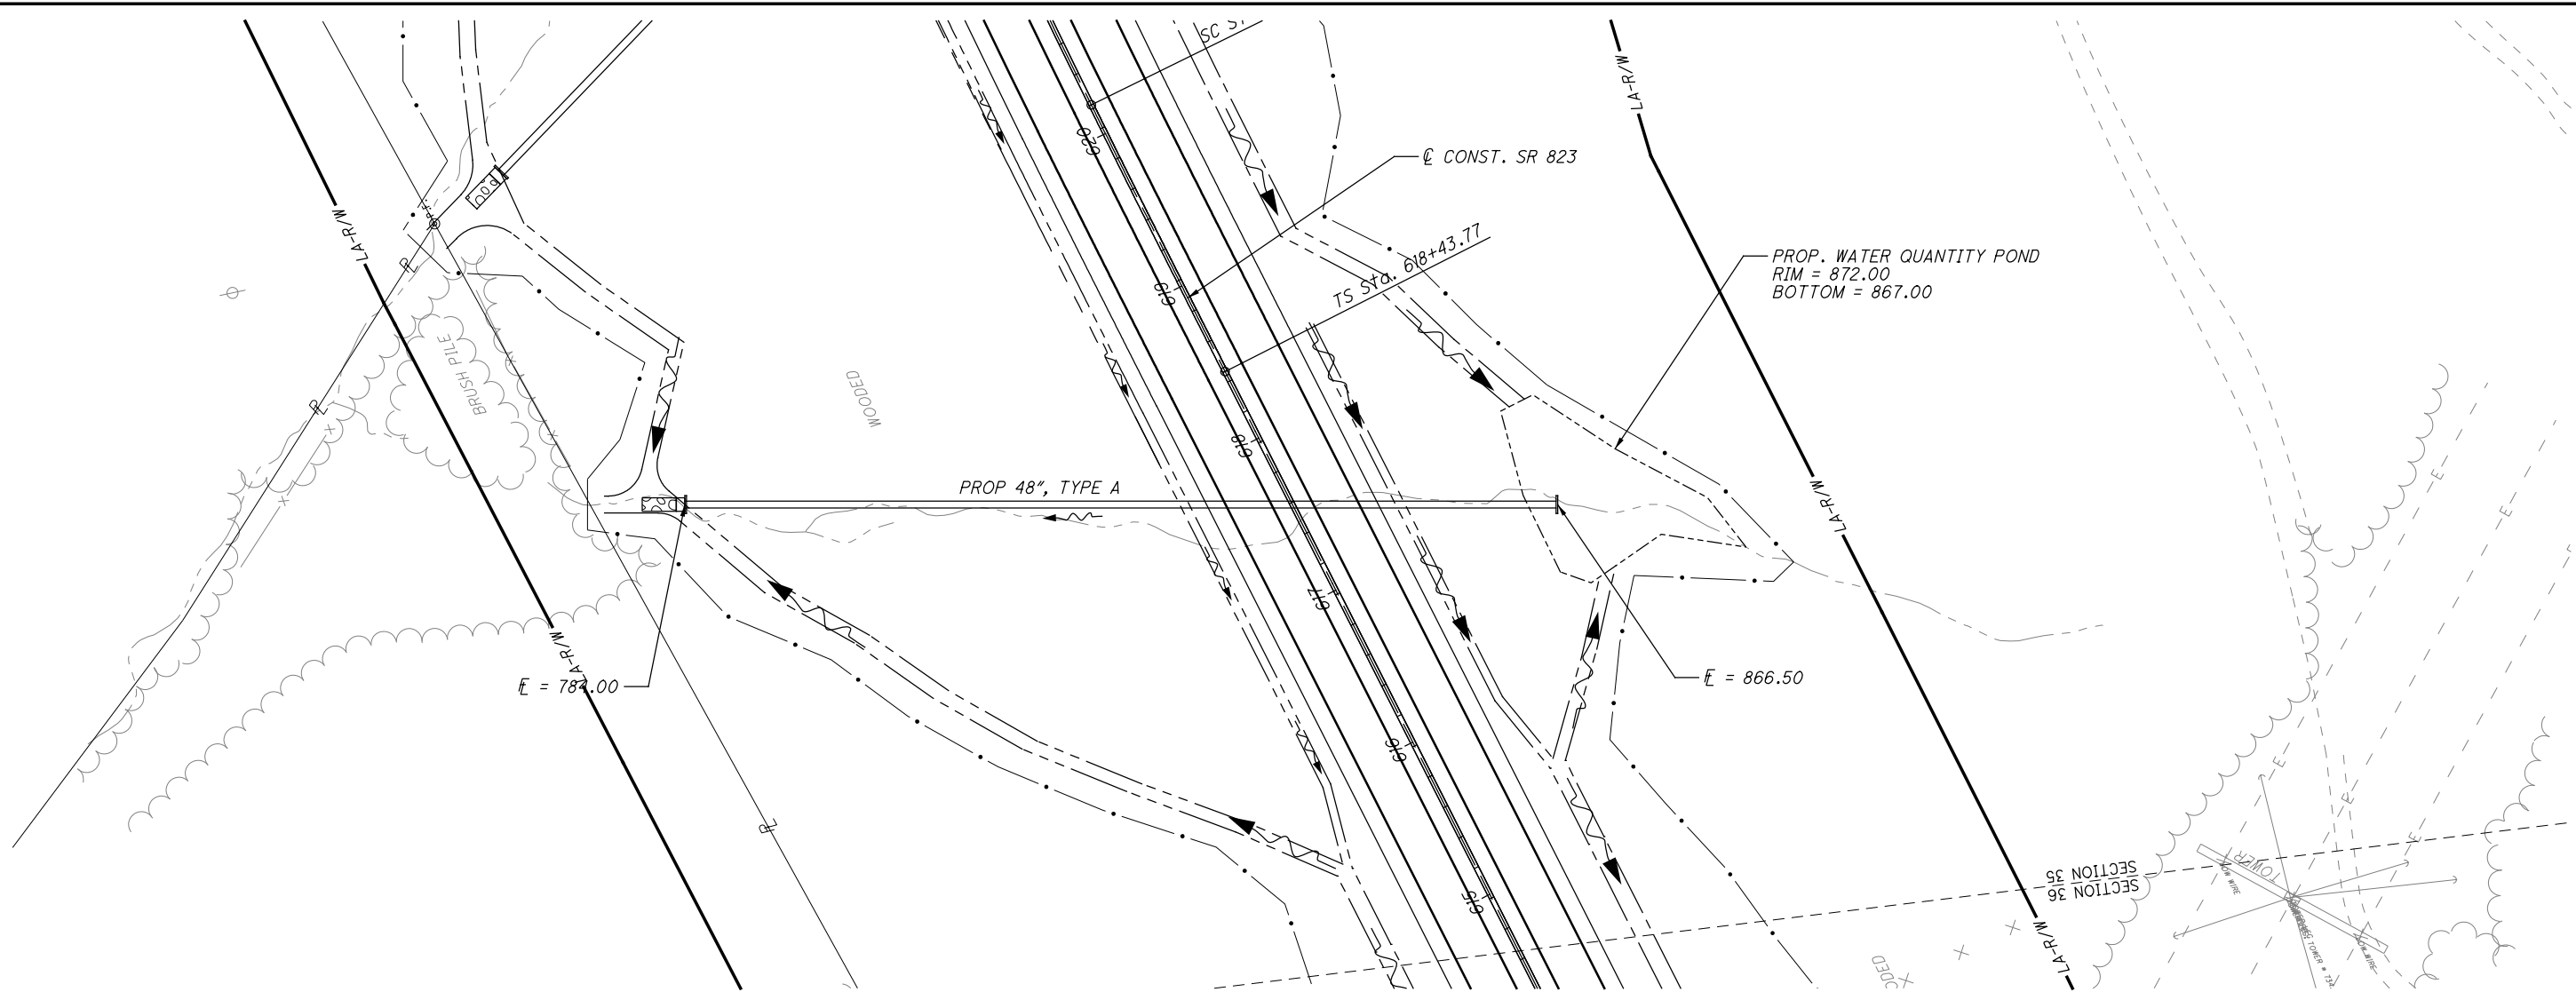 SC ST
LA-R/W
620
℄ CONST. SR 823
LA-R/W
P.P.
TS Sta. 618+43.77
PROP. WATER QUANTITY POND
RIM = 872.00
BOTTOM = 867.00
℄
619
BRUSH PILE
WOODED
℄
618
PROP 48", TYPE A
E
LA-R/W
E
E
617
LA-R/W
℄ = 784.00
℄ = 866.50
616
E
E
E
℄
SECTION 35
SECTION 36
TOWER
615
LA-R/W